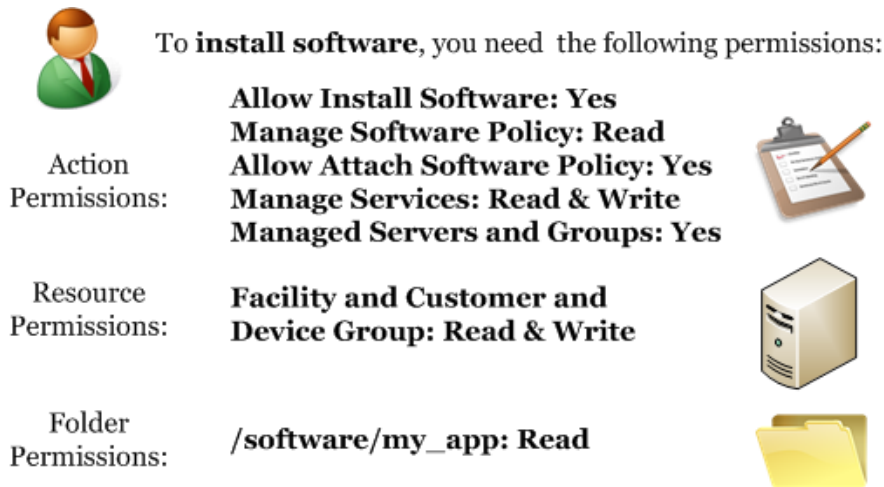 To install software, you need the following permissions:
Allow Install Software: Yes
Manage Software Policy: Read
Action
Permissions:
Allow Attach Software Policy: Yes
Manage Services: Read & Write
Managed Servers and Groups: Yes
Resource
Permissions:
Facility and Customer and
Device Group: Read & Write
Folder
Permissions:
/software/my_app: Read